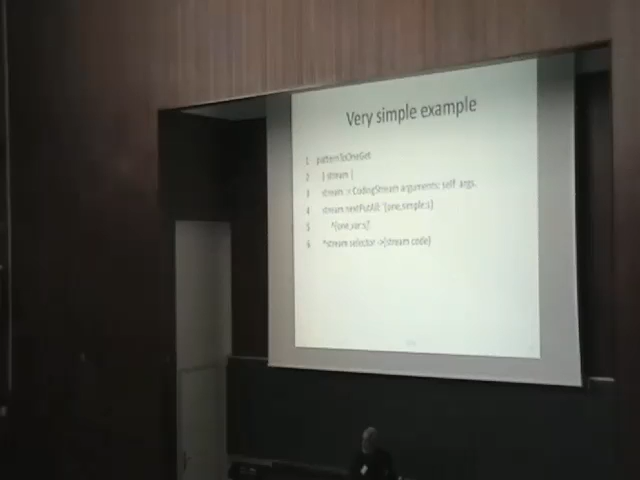 Very simple example
1 patternToOneGet
2 | stream |
3 stream := CodingStream arguments: self args.
4 stream nextPutAll: '{one,simple:s}
5 ^{one,var:s}'.
6 ^stream selector ->{stream code}